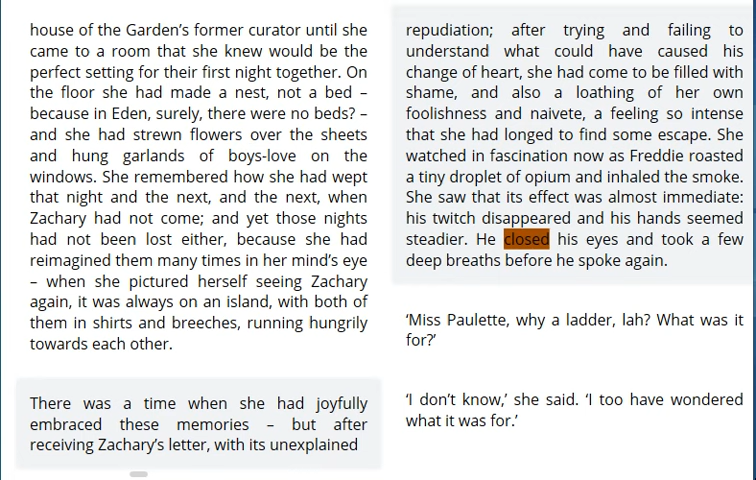 house of the Garden’s former curator until she
came to a room that she knew would be the
perfect setting for their first night together. On
the floor she had made a nest, not a bed –
because in Eden, surely, there were no beds? –
and she had strewn flowers over the sheets
and hung garlands of boys-love on the
windows. She remembered how she had wept
that night and the next, and the next, when
Zachary had not come; and yet those nights
had not been lost either, because she had
reimagined them many times in her mind’s eye
– when she pictured herself seeing Zachary
again, it was always on an island, with both of
them in shirts and breeches, running hungrily
towards each other.
There was a time when she had joyfully
embraced these memories – but after
receiving Zachary’s letter, with its unexplained
repudiation; after trying and failing to
understand what could have caused his
change of heart, she had come to be filled with
shame, and also a loathing of her own
foolishness and naivete, a feeling so intense
that she had longed to find some escape. She
watched in fascination now as Freddie roasted
a tiny droplet of opium and inhaled the smoke.
She saw that its effect was almost immediate:
his twitch disappeared and his hands seemed
steadier. He closed his eyes and took a few
deep breaths before he spoke again.
‘Miss Paulette, why a ladder, lah? What was it
for?’
‘I don’t know,’ she said. ‘I too have wondered
what it was for.’